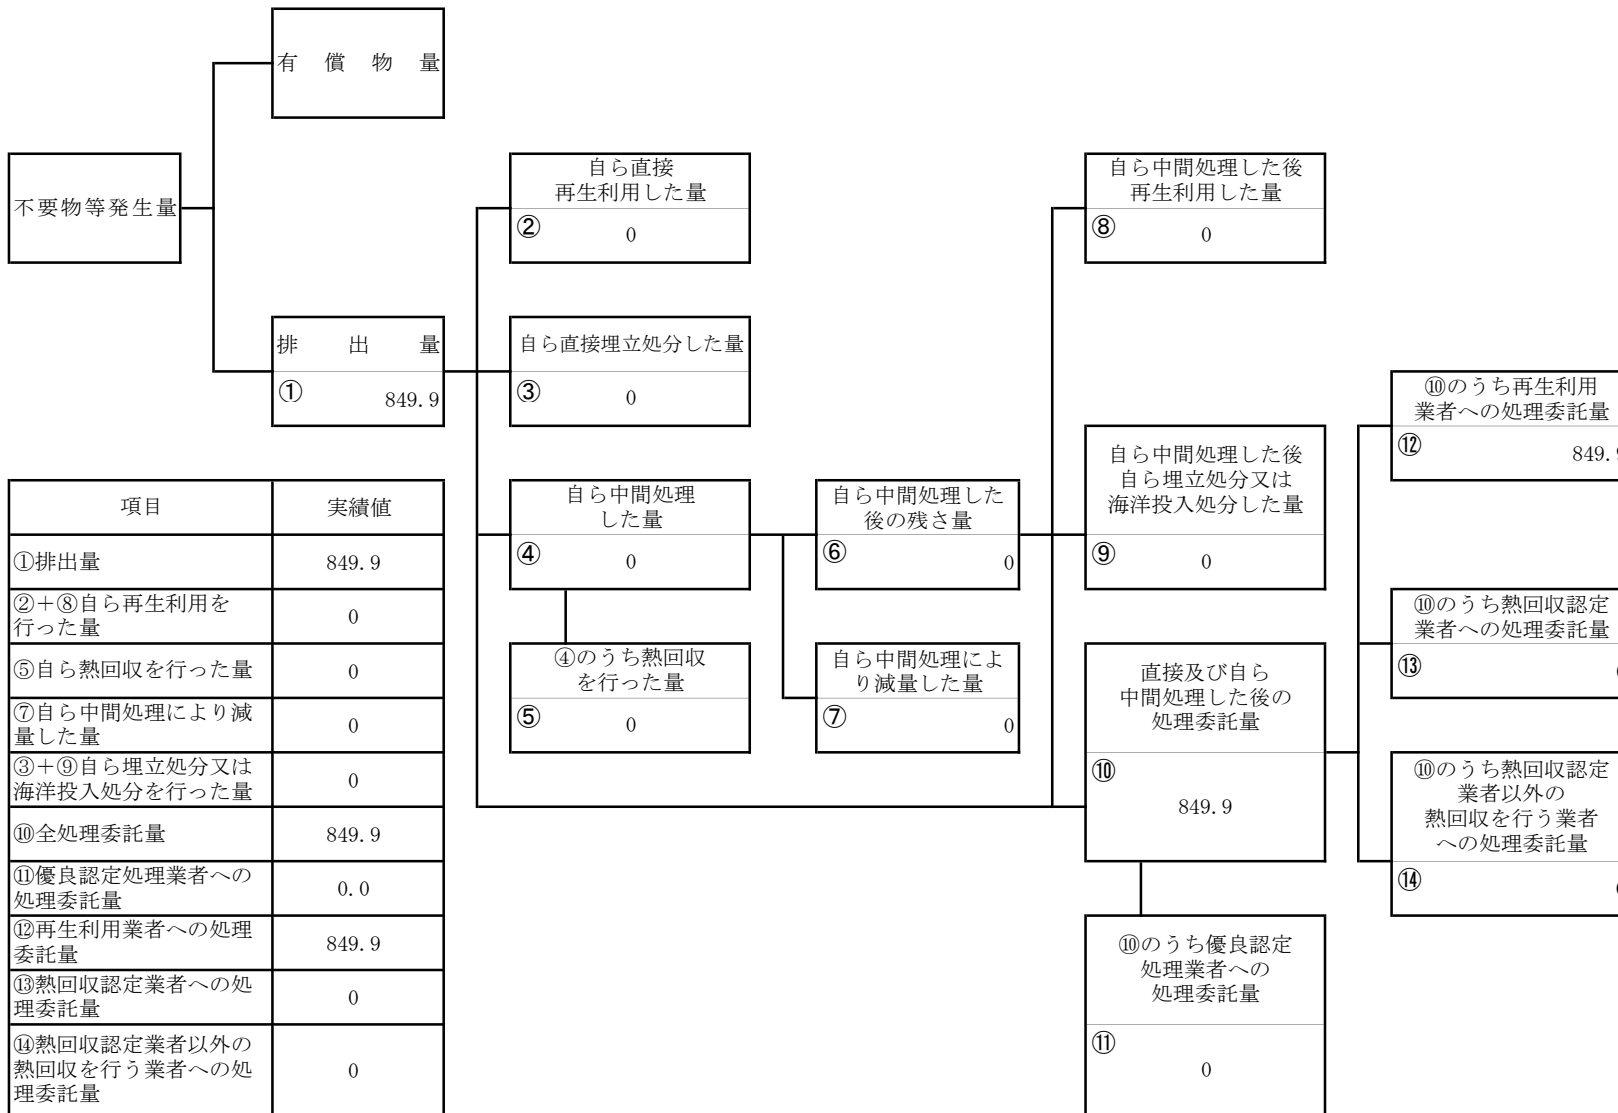 有償物量
不要物等発生量
排出量
①
849.9
自ら直接
再生利用した量
②
0
自ら直接埋立処分した量
③
0
自ら中間処理
した量
④
0
④のうち熱回収
を行った量
⑤
0
自ら中間処理した
後の残さ量
⑥
0
自ら中間処理によ
り減量した量
⑦
0
自ら中間処理した後
再生利用した量
⑧
0
自ら中間処理した後
自ら埋立処分又は
海洋投入処分した量
⑨
0
直接及び自ら
中間処理した後の
処理委託量
⑩
849.9
⑩のうち優良認定
処理業者への
処理委託量
⑪
0
⑩のうち再生利用
業者への処理委託量
⑫
849.9
⑩のうち熱回収認定
業者への処理委託量
⑬
⑩のうち熱回収認定
業者以外の
熱回収を行う業者
への処理委託量
⑭
項目 実績値
①排出量 849.9
②＋⑧自ら再生利用を
行った量 0
⑤自ら熱回収を行った量 0
⑦自ら中間処理により減
量した量 0
③＋⑨自ら埋立処分又は
海洋投入処分を行った量 0
⑩全処理委託量 849.9
⑪優良認定処理業者への
処理委託量 0.0
⑫再生利用業者への処理
委託量 849.9
⑬熱回収認定業者への処
理委託量 0
⑭熱回収認定業者以外の
熱回収を行う業者への処
理委託量 0